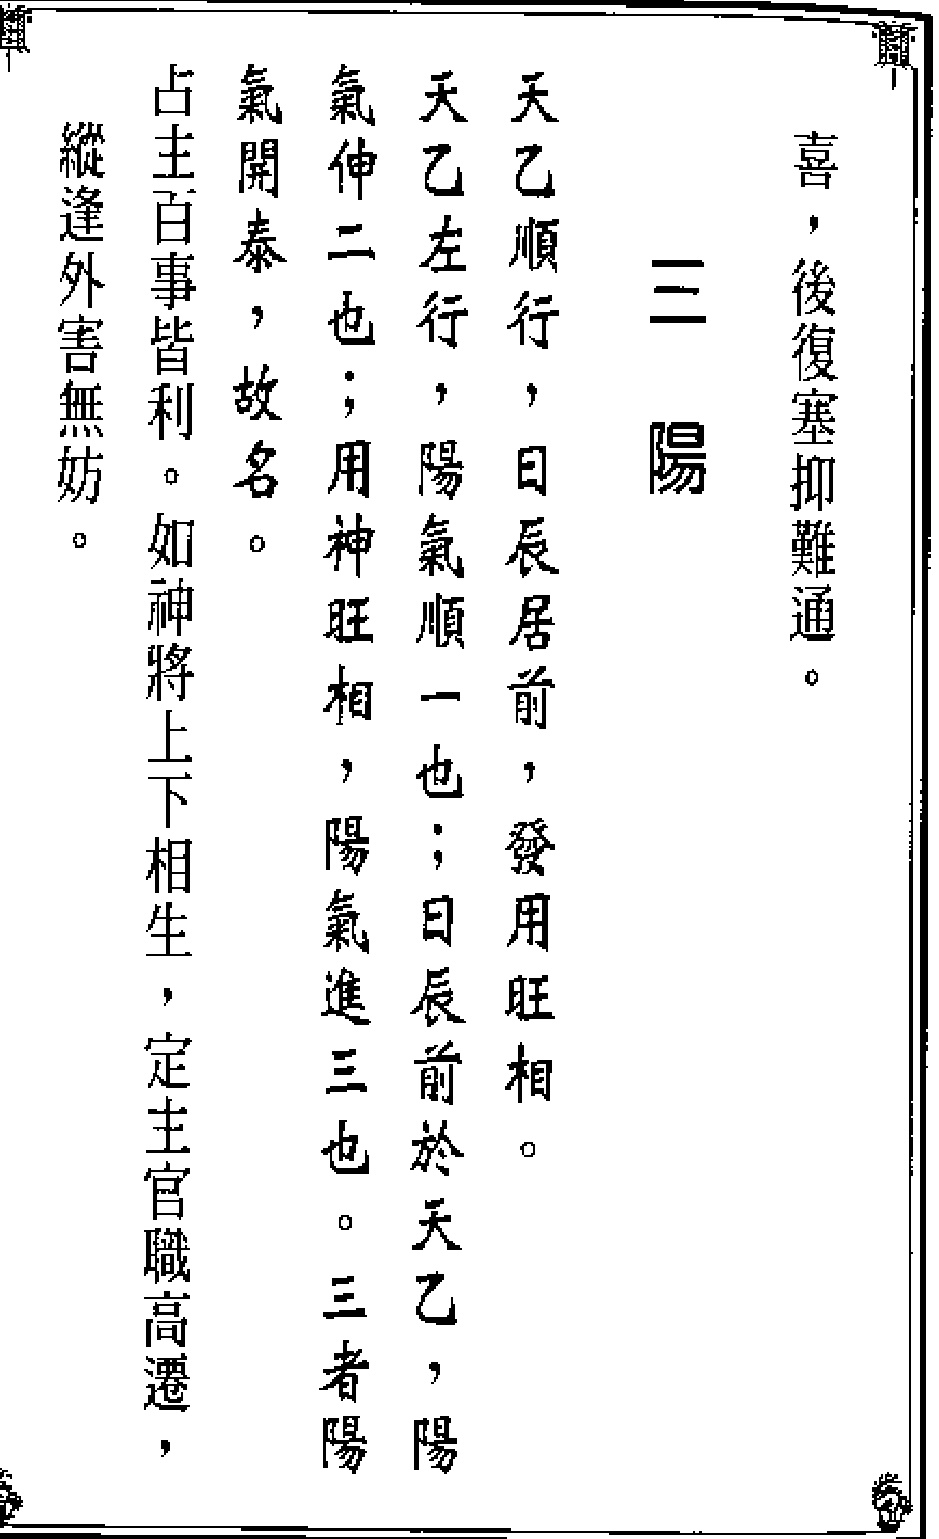 喜，後復塞抑難通。
三陽
天乙順行，日辰居前，發用旺相。
天乙左行，陽氣順一也；日辰前於天乙，陽
氣伸二也；用神旺相，陽氣進三也。三者陽
氣開泰，故名。
占主百事皆利。如神將上下相生，定主官職高遷，
縱逢外害無妨。